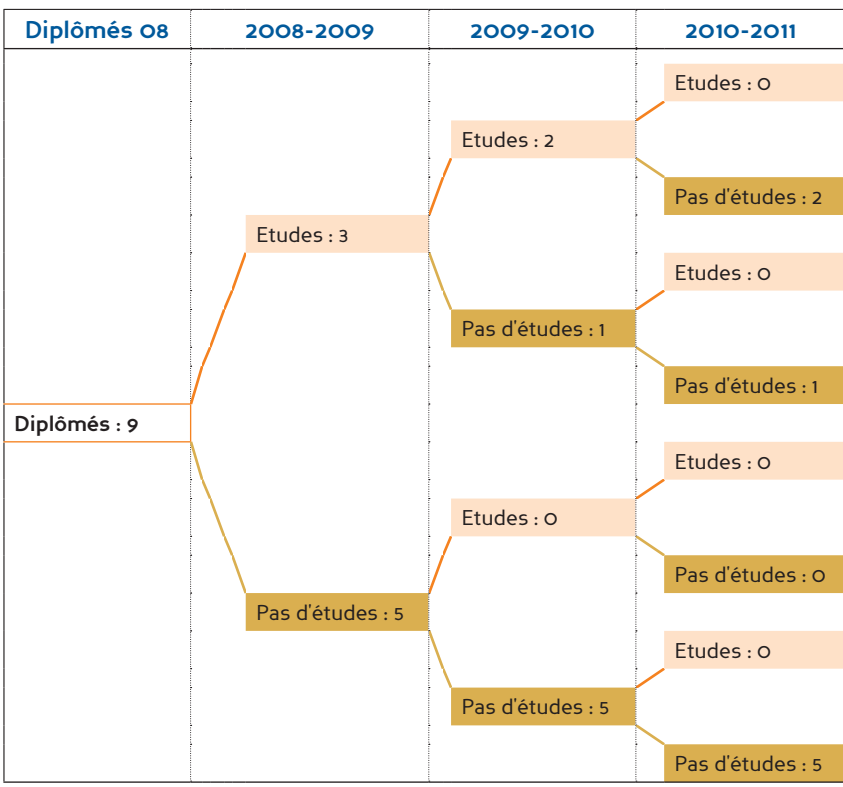 Diplômés 08 2008-2009 2009-2010 2010-2011
Etudes : 0
Etudes : 2
Pas d'études : 2
Etudes : 3
Etudes : 0
Pas d'études : 1
Pas d'études : 1
Diplômés : 9
Etudes : 0
Etudes : 0
Pas d'études : 0
Pas d'études : 5
Etudes : 0
Pas d'études : 5
Pas d'études : 5